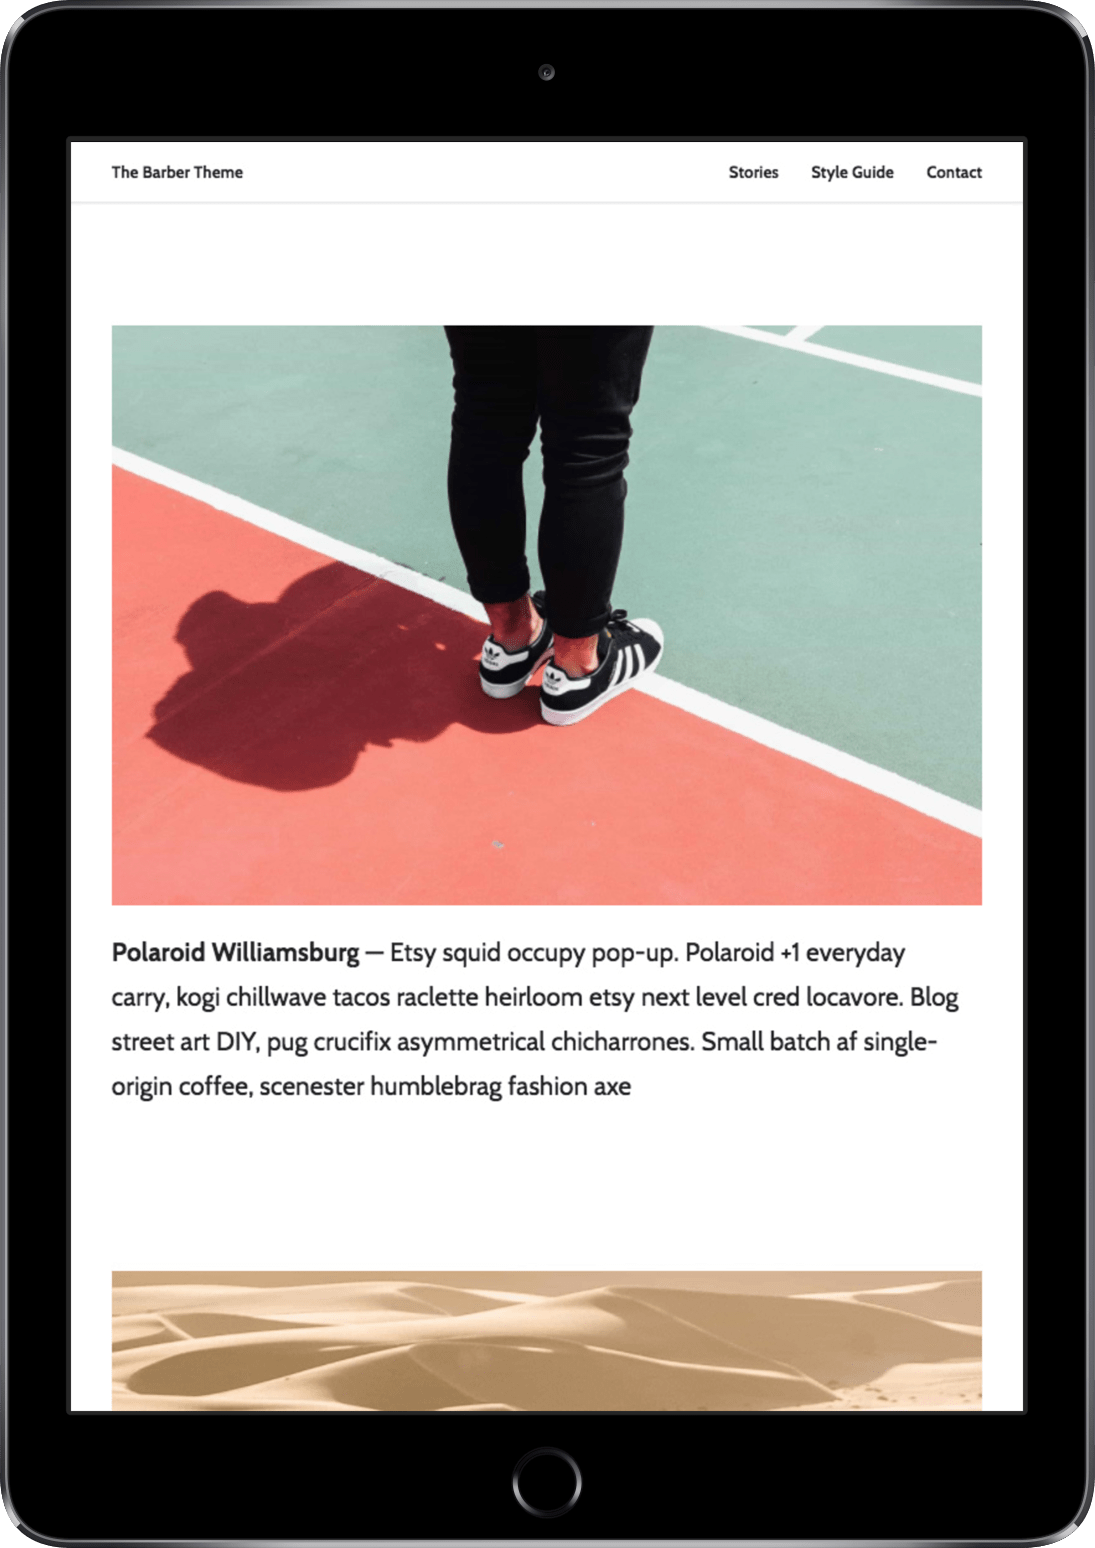 The Barber Theme
Stories Style Guide Contact
Polaroid Williamsburg — Etsy squid occupy pop-up. Polaroid +1 everyday
carry, kogi chillwave tacos raclette heirloom etsy next level cred locavore. Blog
street art DIY, pug crucifix asymmetrical chicharrones. Small batch af single-
origin coffee, scenester humblebrag fashion axe